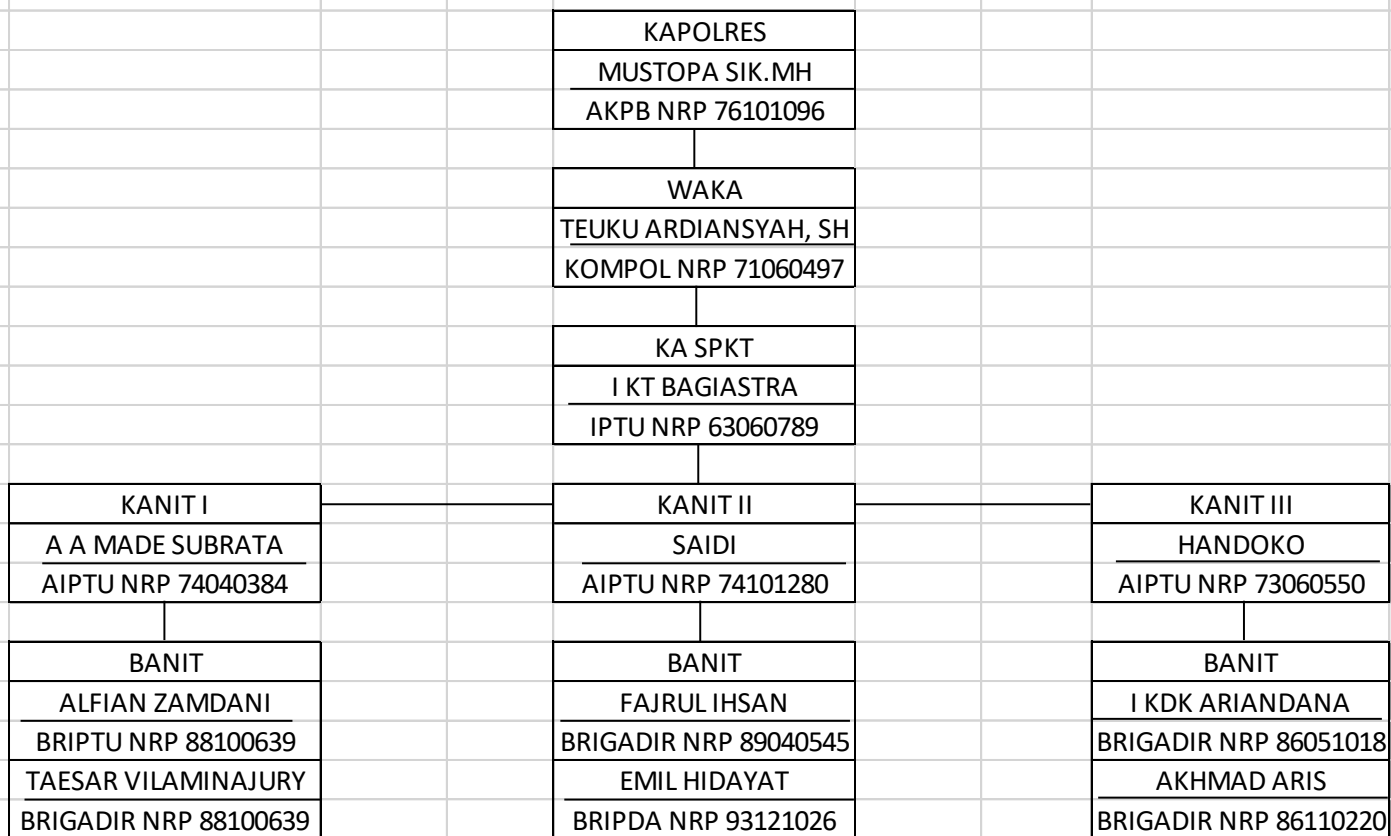 KAPOLRES
MUSTOPA SIK.MH
AKPB NRP 76101096
WAKA
TEUKU ARDIANSYAH, SH
KOMPOL NRP 71060497
KA SPKT
I KT BAGIASTRA
IPTU NRP 63060789
KANIT I
A A MADE SUBRATA
AIPTU NRP 74040384
KANIT II
SAIDI
AIPTU NRP 74101280
KANIT III
HANDOKO
AIPTU NRP 73060550
BANIT
ALFIAN ZAMDANI
BRIPTU NRP 88100639
TAESAR VILAMINAJURY
BRIGADIR NRP 88100639
BANIT
FAJRUL IHSAN
BRIGADIR NRP 89040545
EMIL HIDAYAT
BRIPDA NRP 93121026
BANIT
I KDK ARIANDANA
BRIGADIR NRP 86051018
AKHMAD ARIS
BRIGADIR NRP 86110220